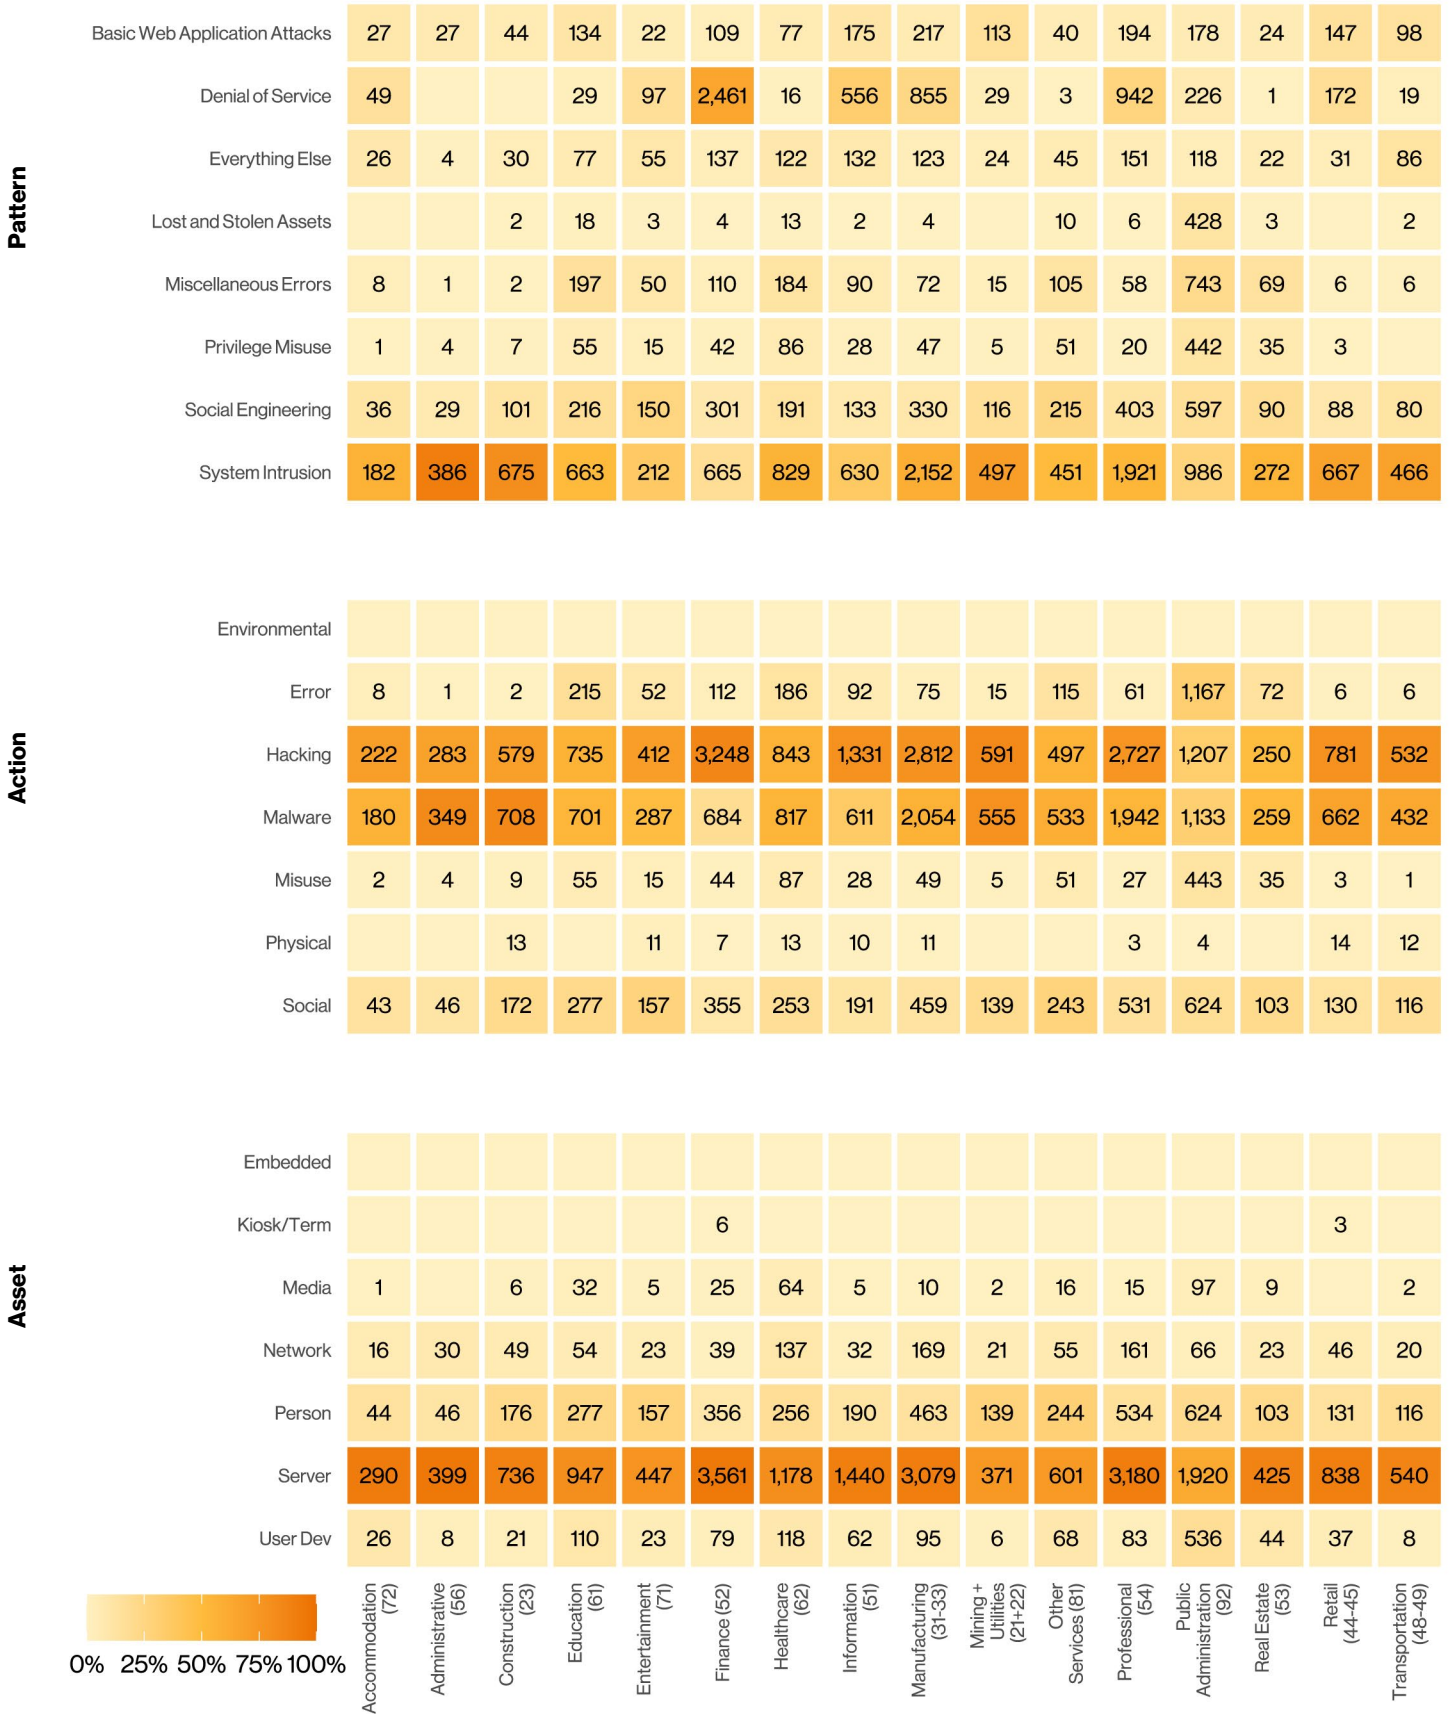 Pattern
Basic Web Application Attacks 27 27 44 134 22 109 77 175 217 113 40 194 178 24 147 98
Denial of Service 49 29 97 2,461 16 556 855 29 3 942 226 1 172 19
Everything Else 26 4 30 77 55 137 122 132 123 24 45 151 118 22 31 86
Lost and Stolen Assets 2 18 3 4 13 2 4 10 6 428 3 2
Miscellaneous Errors 8 1 2 197 50 110 184 90 72 15 105 58 743 69 6 6
Privilege Misuse 1 4 7 55 15 42 86 28 47 5 51 20 442 35 3
Social Engineering 36 29 101 216 150 301 191 133 330 116 215 403 597 90 88 80
System Intrusion 182 386 675 663 212 665 829 630 2,152 497 451 1,921 986 272 667 466
Action
Environmental
Error 8 1 2 215 52 112 186 92 75 15 115 61 1,167 72 6 6
Hacking 222 283 579 735 412 3,248 843 1,331 2,812 591 497 2,727 1,207 250 781 532
Malware 180 349 708 701 287 684 817 611 2,054 555 533 1,942 1,133 259 662 432
Misuse 2 4 9 55 15 44 87 28 49 5 51 27 443 35 3 1
Physical 13 11 7 13 10 11 3 4 14 12
Social 43 46 172 277 157 355 253 191 459 139 243 531 624 103 130 116
Asset
Embedded
Kiosk/Term 6 3
Media 1 6 32 5 25 64 5 10 2 16 15 97 9 2
Network 16 30 49 54 23 39 137 32 169 21 55 161 66 23 46 20
Person 44 46 176 277 157 356 256 190 463 139 244 534 624 103 131 116
Server 290 399 736 947 447 3,561 1,178 1,440 3,079 371 601 3,180 1,920 425 838 540
User Dev 26 8 21 110 23 79 118 62 95 6 68 83 536 44 37 8
0% 25% 50% 75% 100%
Accommodation
(72)
Administrative
(56)
Construction
(23)
Education
(61)
Entertainment
(71)
Finance (52)
Healthcare
(62)
Information
(51)
Manufacturing
(31-33)
Mining +
Utilities
(21+22)
Other
Services (81)
Professional
(54)
Public
Administration
(92)
Real Estate
(53)
Retail
(44-45)
Transportation
(48-49)